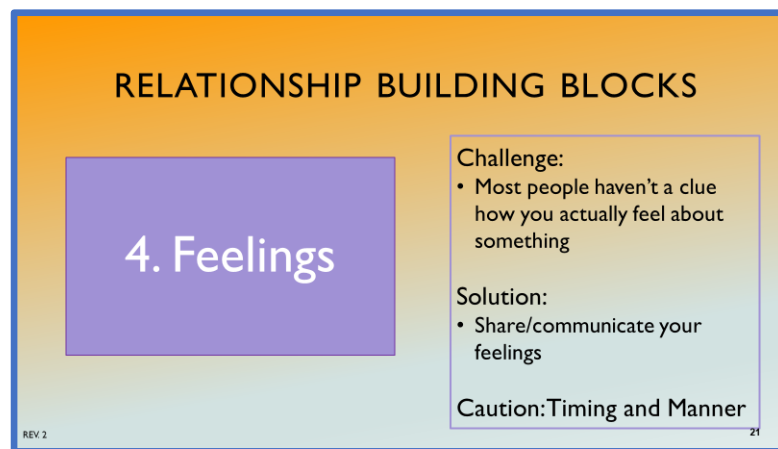 RELATIONSHIP BUILDING BLOCKS
4. Feelings
Challenge:
• Most people haven't a clue
how you actually feel about
something
Solution:
• Share/communicate your
feelings
Caution: Timing and Manner
REV. 2
21